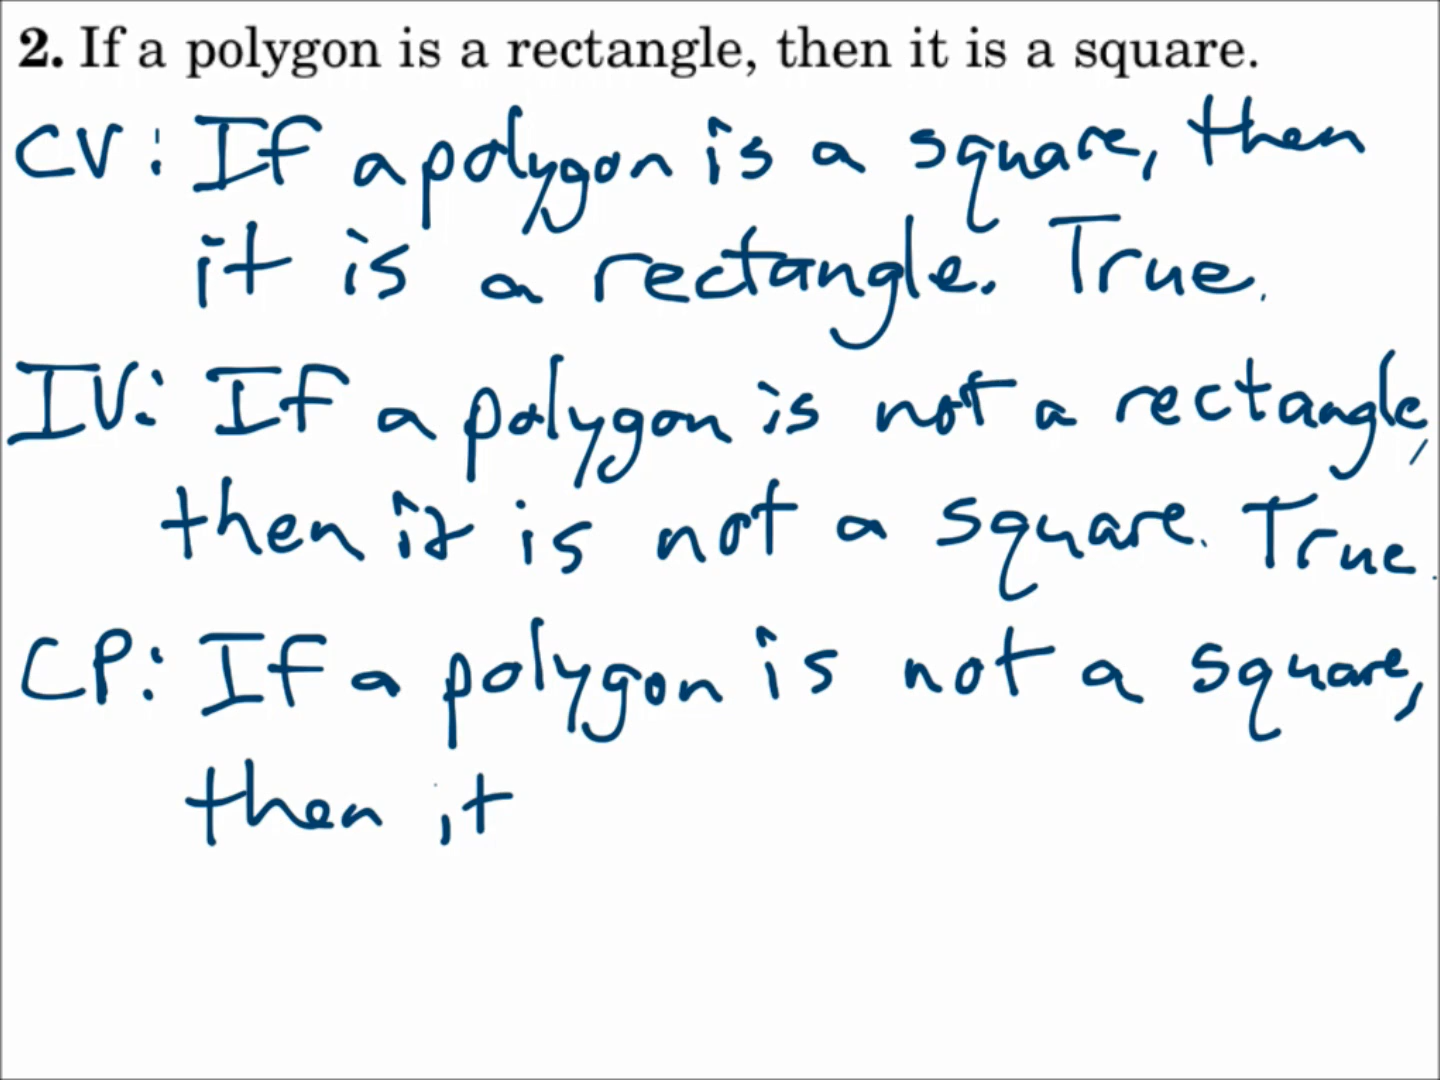 2. If a polygon is a rectangle, then it is a square.
CV: If a polygon is a square, then
it is a rectangle. True.
IV: If a polygon is not a rectangle,
then it is not a square. True.
CP: If a polygon is not a square,
then it